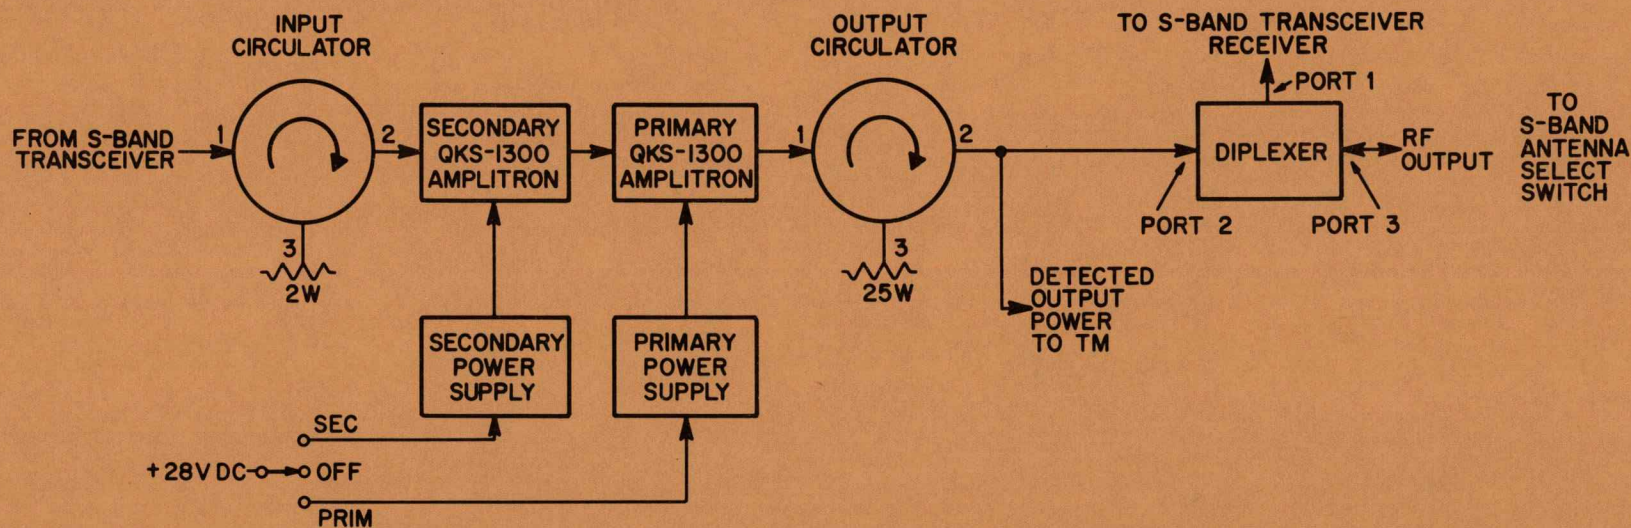 INPUT
CIRCULATOR
OUTPUT
CIRCULATOR
TO S-BAND TRANSCEIVER
RECEIVER
PORT 1
FROM S-BAND
TRANSCEIVER
1
2
3
2W
SECONDARY
QKS-1300
AMPLITRON
PRIMARY
QKS-1300
AMPLITRON
1
2
3
25W
DIPLEXER
PORT 2
PORT 3
RF
OUTPUT
TO
S-BAND
ANTENNA
SELECT
SWITCH
DETECTED
OUTPUT
POWER
TO TM
SECONDARY
POWER
SUPPLY
PRIMARY
POWER
SUPPLY
SEC
+28V DC
OFF
PRIM